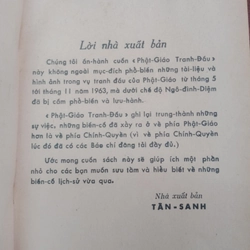 Lời nhà xuất bản
Chúng tôi ấn-hành cuốn « Phật-Giáo Tranh-Đấu »
này không ngoài mục-đích phổ-biến những tài-liệu và
hình ảnh trong vụ tranh đấu của Phật-Giáo từ tháng 5
tới tháng 11 năm 1963, mà dưới chế độ Ngô-đình-Diệm
đã bị cấm phổ-biến và lưu-hành.
« Phật-Giáo Tranh-Đấu » ghi lại trung-thành những
sự việc, những biến-cố đã xảy ra ở về phía Phật-Giáo
hơn là về phía Chính-Quyền (vì về phía Chính-Quyền
lúc đó đã có các Báo chí đăng tải đầy đủ.)
Ước mong cuốn sách này sẽ giúp ích một phần
nhỏ cho các bạn muốn sưu tầm và hiểu biết về những
biến-cố lịch-sử vừa qua.
Nhà xuất bản
TÂN-SANH